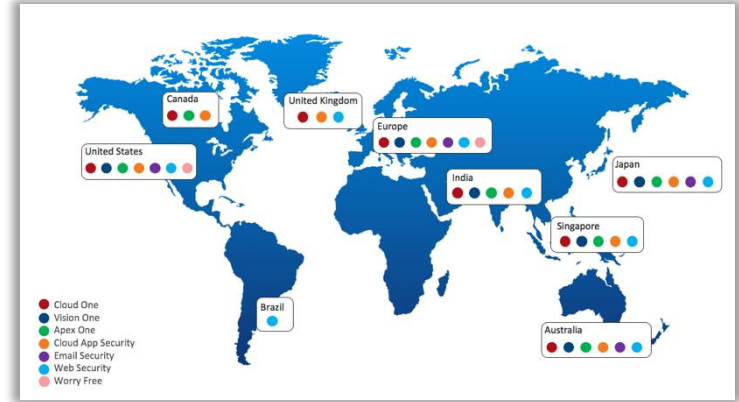 Canada
United Kingdom
Europe
United States
India
Japan
Singapore
Brazil
Australia
Cloud One
Vision One
Apex One
Cloud App Security
Email Security
Web Security
Worry Free